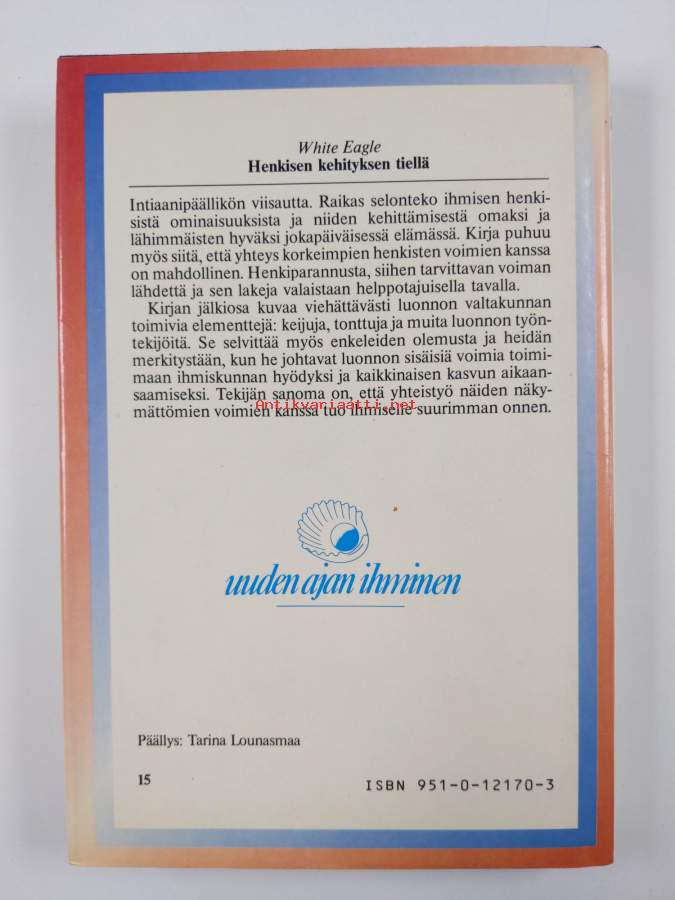 White Eagle
Henkisen kehityksen tiellä
Intiaanipäällikön viisautta. Raikas selonteko ihmisen henki-
sistä ominaisuuksista ja niiden kehittämisestä omaksi ja
lähimmäisten hyväksi jokapäiväisessä elämässä. Kirja puhuu
myös siitä, että yhteys korkeimpien henkisten voimien kanssa
on mahdollinen. Henkiparannusta, siihen tarvittavan voiman
lähdettä ja sen lakeja valaistaan helppotajuisella tavalla.
Kirjan jälkiosa kuvaa viehättävästi luonnon valtakunnan
toimivia elementtejä: keijuja, tonttuja ja muita luonnon työn-
tekijöitä. Se selvittää myös enkeleiden olemusta ja heidän
merkitystään, kun he johtavat luonnon sisäisiä voimia toimi-
maan ihmiskunnan hyödyksi ja kaikkinaisen kasvun aikaan-
saamiseksi. Tekijän sanoma on, että yhteistyö näiden näky-
Antikvariaatti.net
mättömien voimien kanssa tuo ihmiselle suurimman onnen.
uuden ajan ihminen
Päällys: Tarina Lounasmaa
15
ISBN 951-0-12170-3